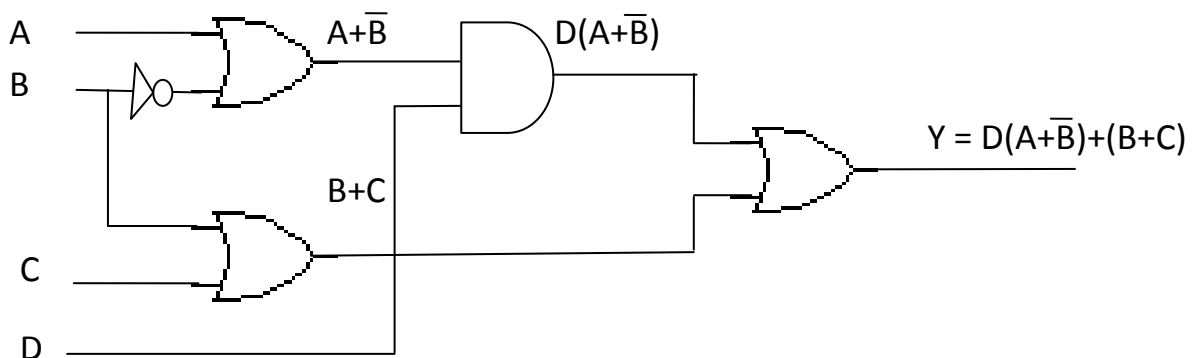 A
A+B̅
D(A+B̅)
B
Y = D(A+B̅)+(B+C)
B+C
C
D